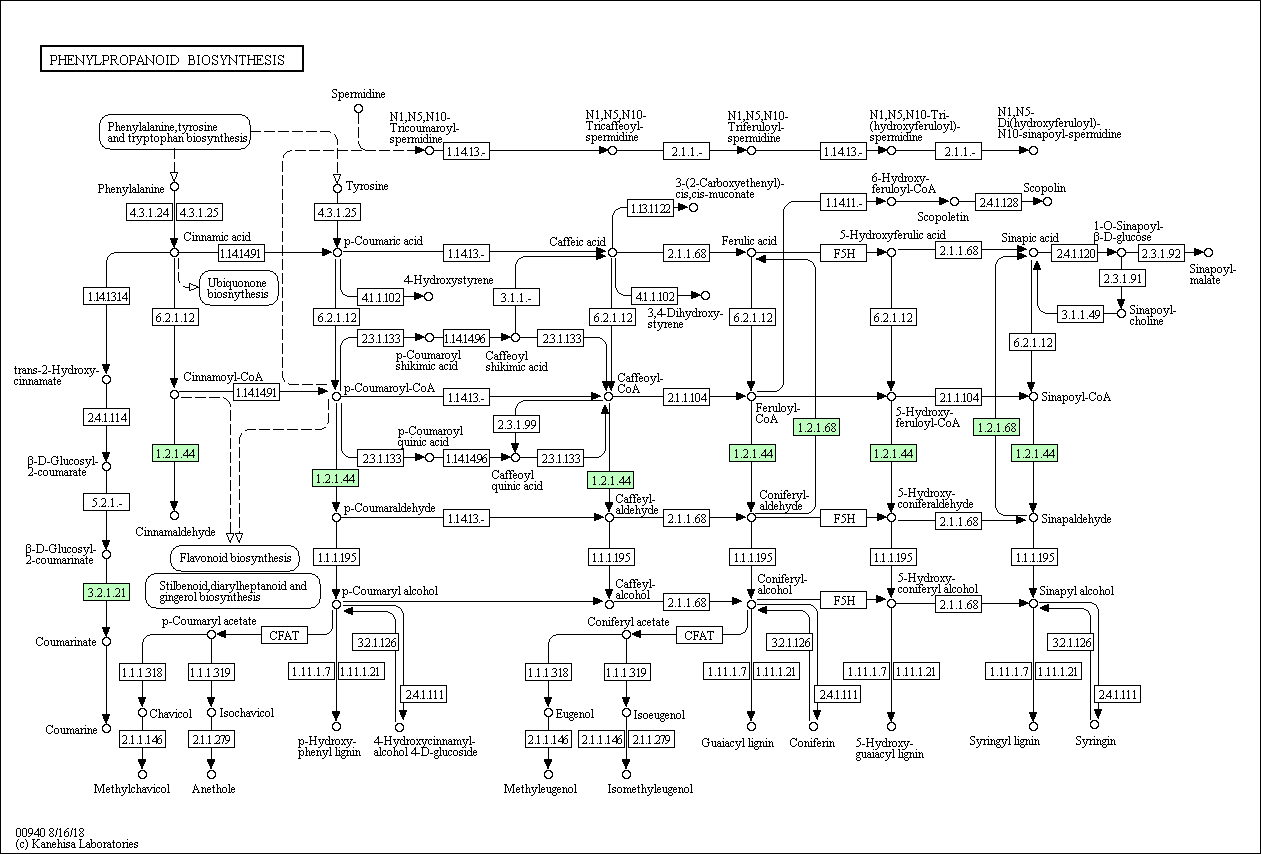 PHENYLPROPANOID BIOSYNTHESIS
Spermidine
Phenylalanine,tyrosine
and tryptophan biosynthesis
N1,N5,N10-
Tricoumaroyl-
spermidine
N1,N5,N10-
Tricaffeoyl-
spermidine
N1,N5,N10-
Triferuloyl-
spermidine
N1,N5,N10-Tri-
(hydroxyferuloyl)-
spermidine
N1,N5-
Di(hydroxyferuloyl)-
N10-sinapoyl-spermidine
1.14.13.-
2.1.1.-
1.14.13.-
2.1.1.-
Phenylalanine
Tyrosine
3-(2-Carboxyethenyl)-
cis,cis-muconate
6-Hydroxy-
feruloyl-CoA
Scopoletin
Scopolin
4.3.1.24
4.3.1.25
4.3.1.25
1.13.11.22
1.14.11.-
2.4.1.128
Cinnamic acid
p-Coumaric acid
Caffeic acid
Ferulic acid
5-Hydroxyferulic acid
Sinapic acid
1-O-Sinapoyl-
β-D-glucose
1.14.14.91
1.14.13.-
2.1.1.68
F5H
2.1.1.68
2.4.1.120
2.3.1.92
Sinapoyl-
malate
Ubiquonone
biosnythesis
4-Hydroxystyrene
2.3.1.91
1.14.13.14
4.1.1.102
3.1.1.-
4.1.1.102
3,4-Dihydroxy-
styrene
3.1.1.49
Sinapoyl-
choline
6.2.1.12
6.2.1.12
6.2.1.12
6.2.1.12
6.2.1.12
6.2.1.12
2.3.1.133
1.14.14.96
2.3.1.133
p-Coumaroyl
shikimic acid
Caffeoyl
shikimic acid
trans-2-Hydroxy-
cinnamate
Cinnamoyl-CoA
p-Coumaroyl-CoA
Caffeoyl-
CoA
1.14.14.91
1.14.13.-
2.1.1.104
2.1.1.104
Sinapoyl-CoA
Feruloyl-
CoA
5-Hydroxy-
feruloyl-CoA
2.4.1.114
2.3.1.99
1.2.1.68
1.2.1.68
p-Coumaroyl
quinic acid
2.3.1.133
1.14.14.96
2.3.1.133
Caffeoyl
quinic acid
1.2.1.44
1.2.1.44
1.2.1.44
1.2.1.44
1.2.1.44
1.2.1.44
β-D-Glucosyl-
2-coumarate
5.2.1.-
Cinnamaldehyde
p-Coumaraldehyde
Caffeyl-
aldehyde
Coniferyl-
aldehyde
5-Hydroxy-
coniferaldehyde
Sinapaldehyde
1.14.13.-
2.1.1.68
F5H
2.1.1.68
β-D-Glucosyl-
2-coumarinate
Flavonoid biosynthesis
Stilbenoid,diarylheptanoid and
gingerol biosynthesis
1.1.1.195
1.1.1.195
1.1.1.195
1.1.1.195
1.1.1.195
3.2.1.21
p-Coumaryl alcohol
Caffeyl-
alcohol
Coniferyl-
alcohol
5-Hydroxy-
coniferyl alcohol
Sinapyl alcohol
2.1.1.68
F5H
2.1.1.68
Coumarinate
p-Coumaryl acetate
CFAT
3.2.1.126
Coniferyl acetate
CFAT
3.2.1.126
3.2.1.126
1.1.1.318
1.1.1.319
1.11.1.7
1.11.1.21
1.1.1.318
1.1.1.319
1.11.1.7
1.11.1.21
1.11.1.7
1.11.1.21
1.11.1.7
1.11.1.21
2.4.1.111
2.4.1.111
2.4.1.111
Coumarine
Chavicol
Isochavicol
Eugenol
Isoeugenol
2.1.1.146
2.1.1.279
2.1.1.146
2.1.1.146
2.1.1.279
p-Hydroxy-
phenyl lignin
4-Hydroxycinnamyl-
alcohol 4-D-glucoside
Guaiacyl lignin
Coniferin
5-Hydroxy-
guaiacyl lignin
Syringyl lignin
Syringin
Methylchavicol
Anethole
Methyleugenol
Isomethyleugenol
00940 8/16/18
(c) Kanehisa Laboratories